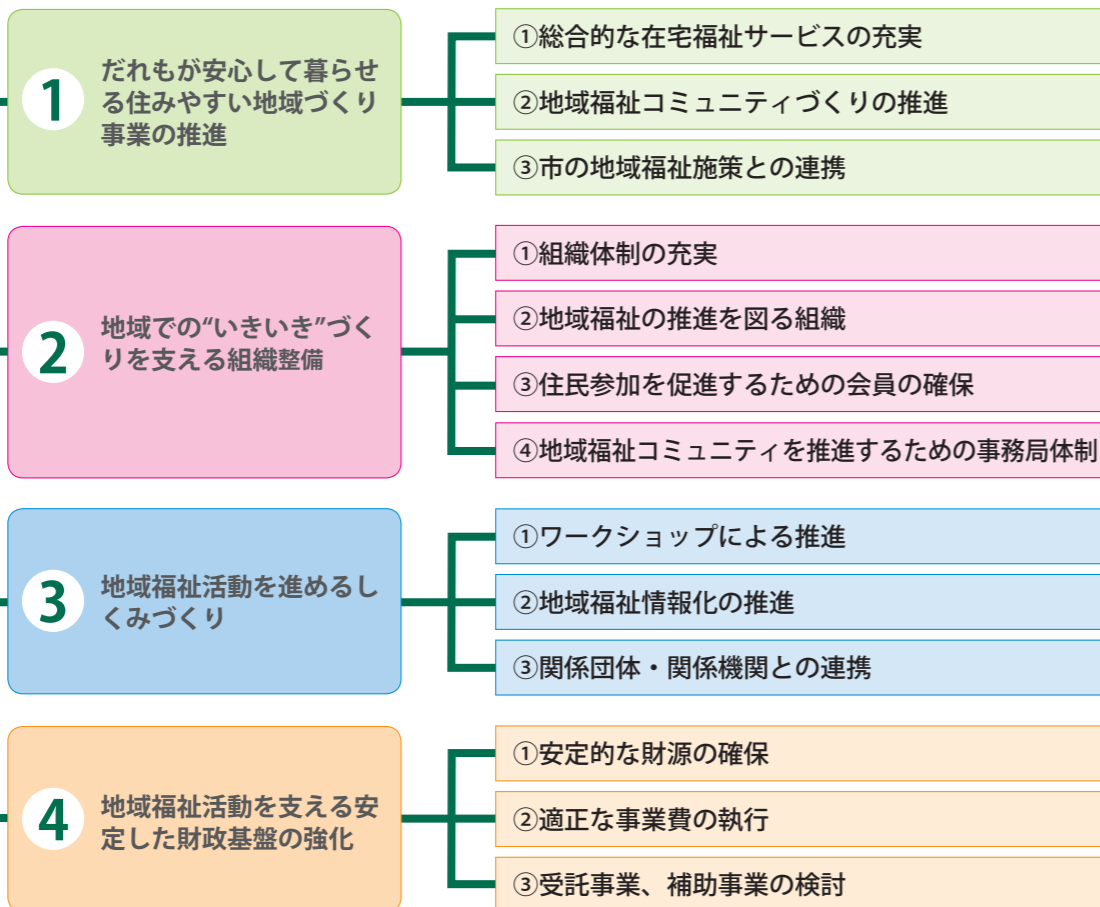 1
だれもが安心して暮らせ
る住みやすい地域づくり
事業の推進
①総合的な在宅福祉サービスの充実
②地域福祉コミュニティづくりの推進
③市の地域福祉施策との連携
2
地域での“いきいき”づく
りを支える組織整備
①組織体制の充実
②地域福祉の推進を図る組織
③住民参加を促進するための会員の確保
④地域福祉コミュニティを推進するための事務局体制
3
地域福祉活動を進めるし
くみづくり
①ワークショップによる推進
②地域福祉情報化の推進
③関係団体・関係機関との連携
4
地域福祉活動を支える安
定した財政基盤の強化
①安定的な財源の確保
②適正な事業費の執行
③受託事業、補助事業の検討